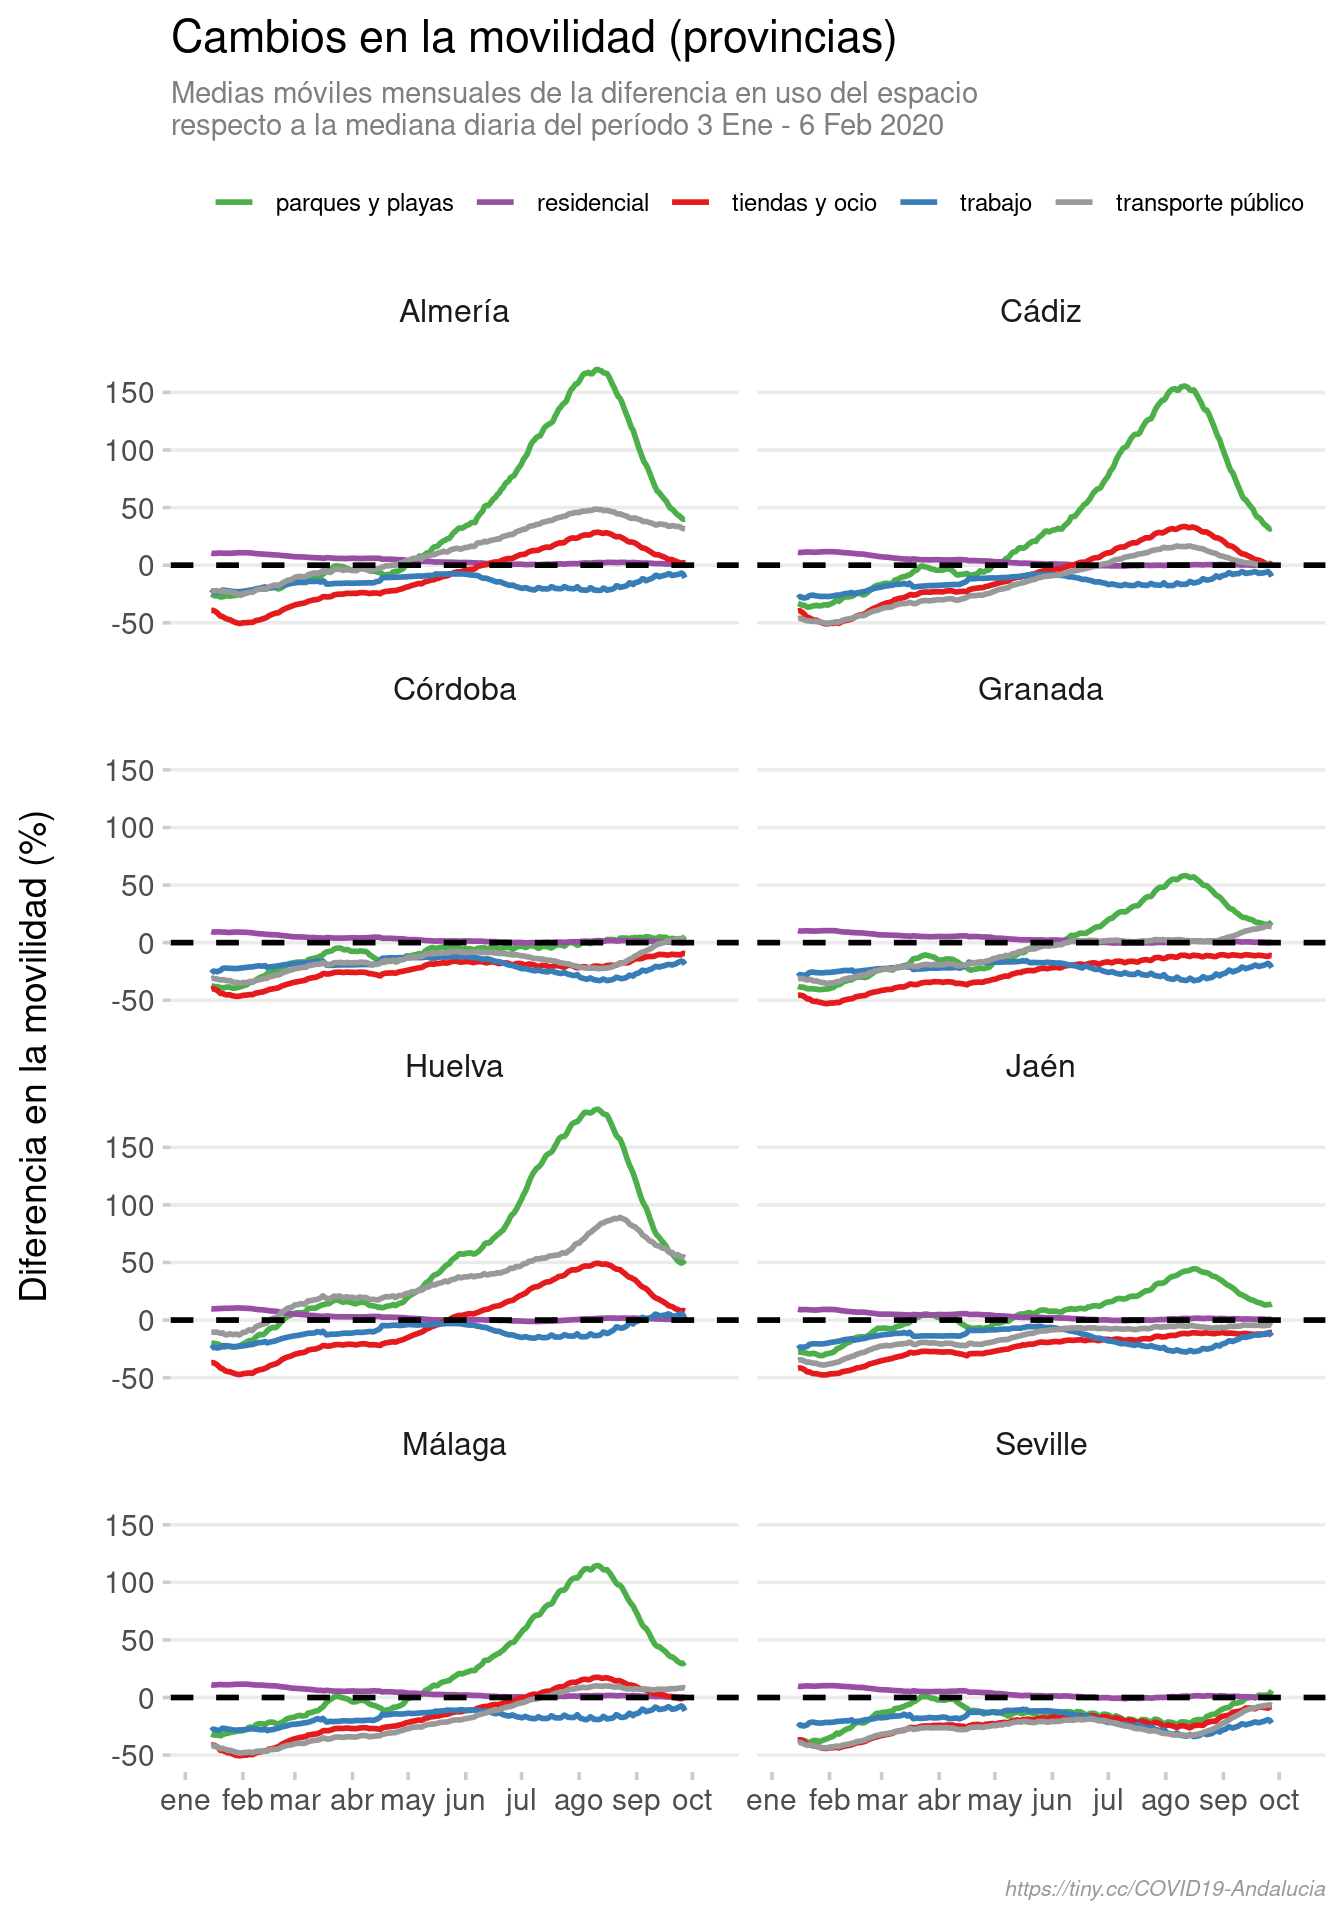 Cambios en la movilidad (provincias)
Medias móviles mensuales de la diferencia en uso del espacio
respecto a la mediana diaria del período 3 Ene - 6 Feb 2020
parques y playas residencial tiendas y ocio trabajo transporte público
Almería Cádiz
150
100
50
0
-50
Córdoba Granada
150
100
50
0
-50
Huelva Jaén
150
100
50
0
-50
Málaga Seville
150
100
50
0
-50
ene feb mar abr may jun jul ago sep oct ene feb mar abr may jun jul ago sep oct
Diferencia en la movilidad (%)
https://tiny.cc/COVID19-Andalucia